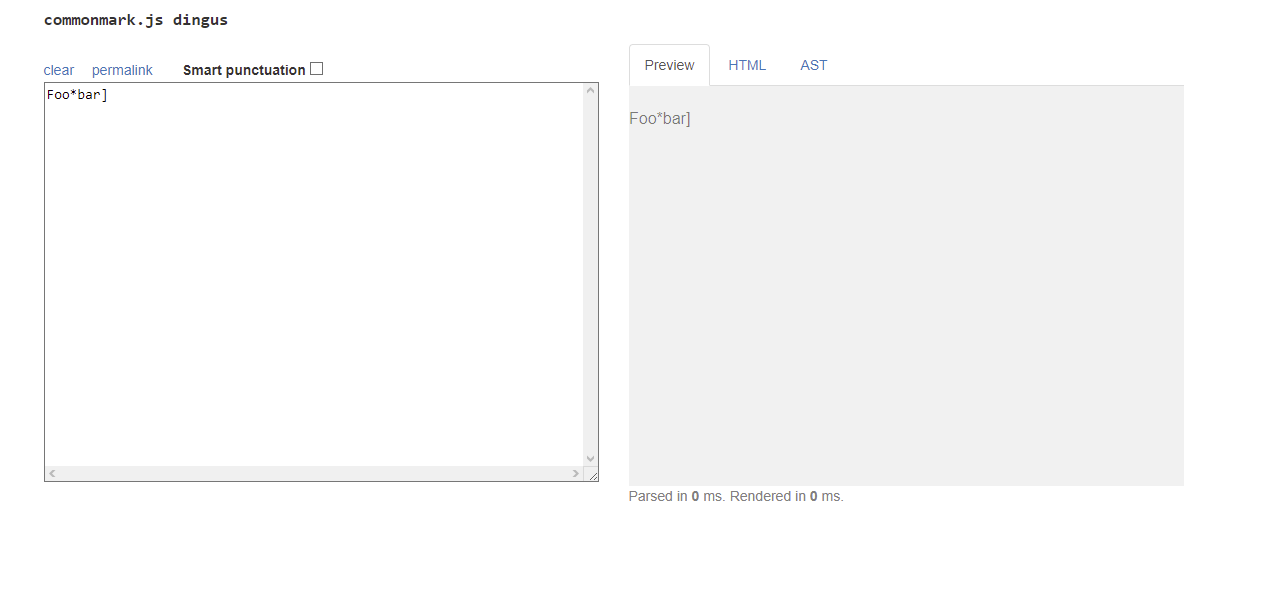 commonmark.js dingus
clear permalink Smart punctuation
Foo*bar]
Preview HTML AST
Foo*bar]
Parsed in 0 ms. Rendered in 0 ms.